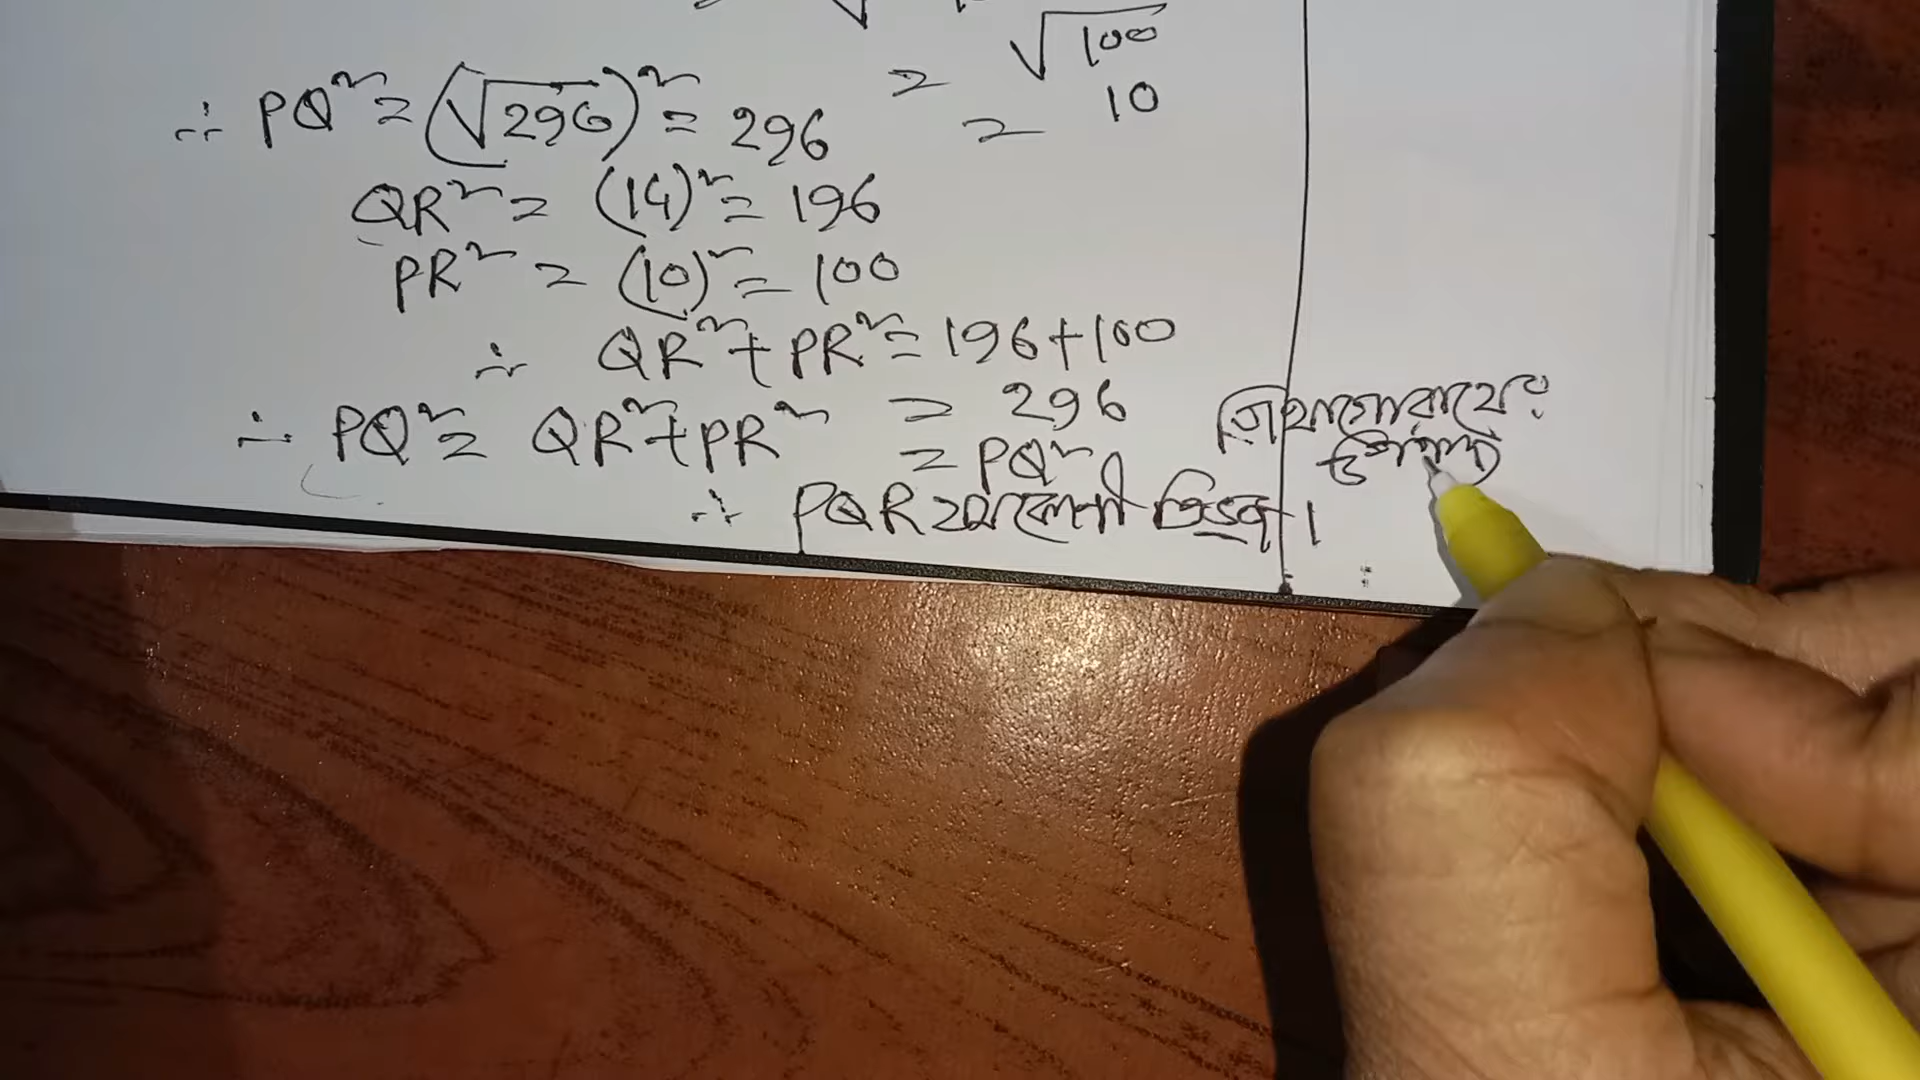 = √100
∴ PQ² = (√296)² = 296
= 10
QR² = (14)² = 196
PR² = (10)² = 100
∴ QR² + PR² = 196+100
= 296
∴ PQ² = QR² + PR²
= PQ²
পিথাগোরাসের
∴ PQR সমকোণী ত্রিভুজ।